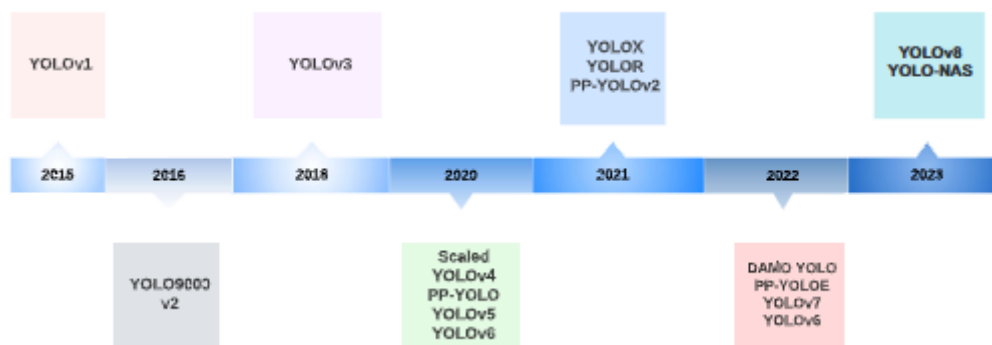 YOLOv1
YOLOv3
YOLOX
YOLOR
PP-YOLOv2
YOLOv8
YOLO-NAS
2015
2016
2018
2020
2021
2022
2023
YOLO9000
v2
Scaled
YOLOv4
PP-YOLO
YOLOv5
YOLOv6
DAMO YOLO
PP-YOLOE
YOLOv7
YOLOv6